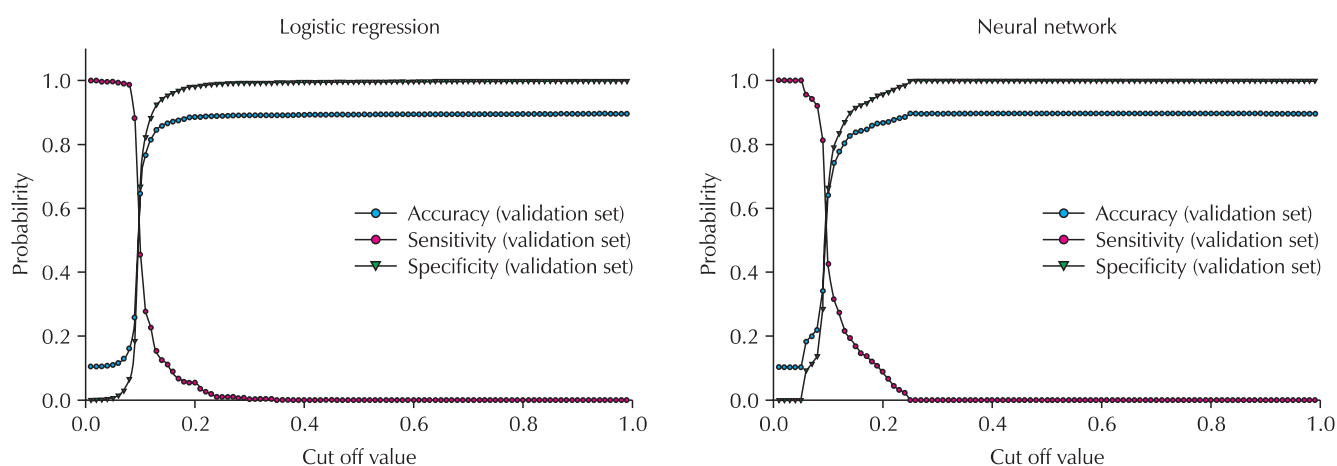 Logistic regression
1.0
0.8
0.6
0.4
0.2
0.0
Probabilrity
Accuracy (validation set)
Sensitivity (validation set)
Specificity (validation set)
0.0 0.2 0.4 0.6 0.8 1.0
Cut off value
Neural network
1.0
0.8
0.6
0.4
0.2
0.0
Probabilrity
Accuracy (validation set)
Sensitivity (validation set)
Specificity (validation set)
0.0 0.2 0.4 0.6 0.8 1.0
Cut off value